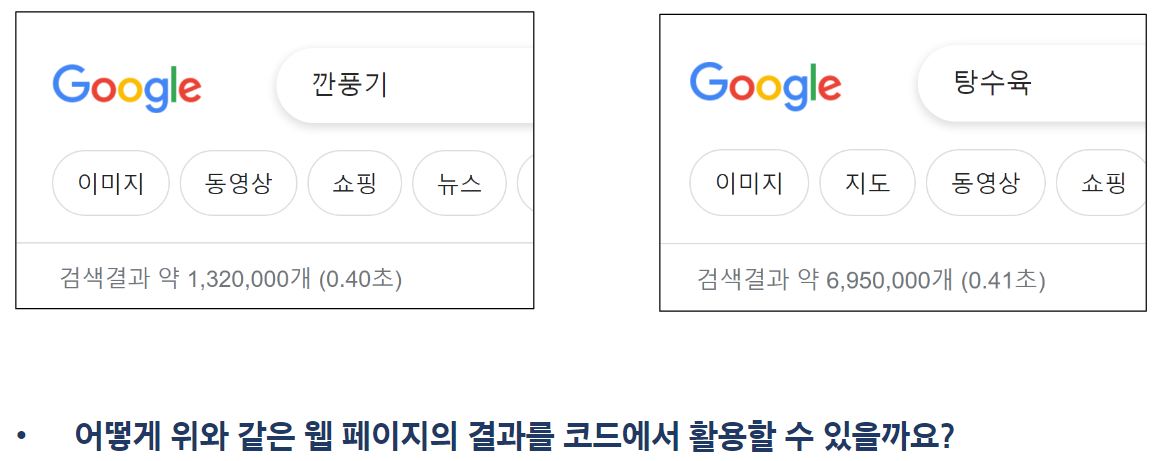 Google 깐풍기
이미지 동영상 쇼핑 뉴스
검색결과 약 1,320,000개 (0.40초)
Google 탕수육
이미지 지도 동영상 쇼핑
검색결과 약 6,950,000개 (0.41초)
• 어떻게 위와 같은 웹 페이지의 결과를 코드에서 활용할 수 있을까요?